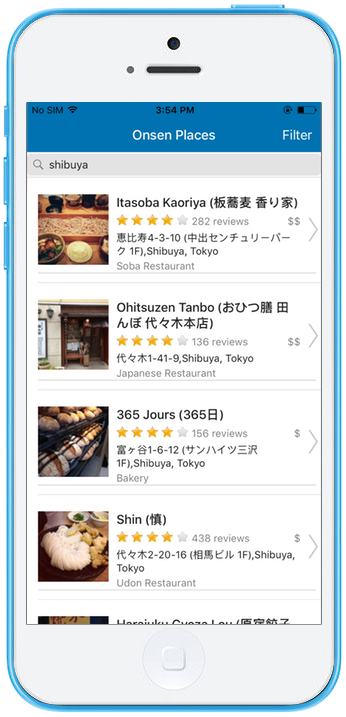 No SIM 3:54 PM
Onsen Places Filter
shibuya
Itasoba Kaoriya (板蕎麦 香り家)
282 reviews $$
恵比寿4-3-10 (中出センチュリーパー
ク 1F),Shibuya, Tokyo
Soba Restaurant
Ohitsuzen Tanbo (おひつ膳 田
んぼ 代々木本店)
136 reviews $$
代々木1-41-9,Shibuya, Tokyo
Japanese Restaurant
365 Jours (365日)
156 reviews $
富ヶ谷1-6-12 (サンハイツ三沢
1F),Shibuya, Tokyo
Bakery
Shin (慎)
438 reviews $
代々木2-20-16 (相馬ビル 1F),Shibuya,
Tokyo
Udon Restaurant
Harajuku Gyoza Lou (原宿餃子